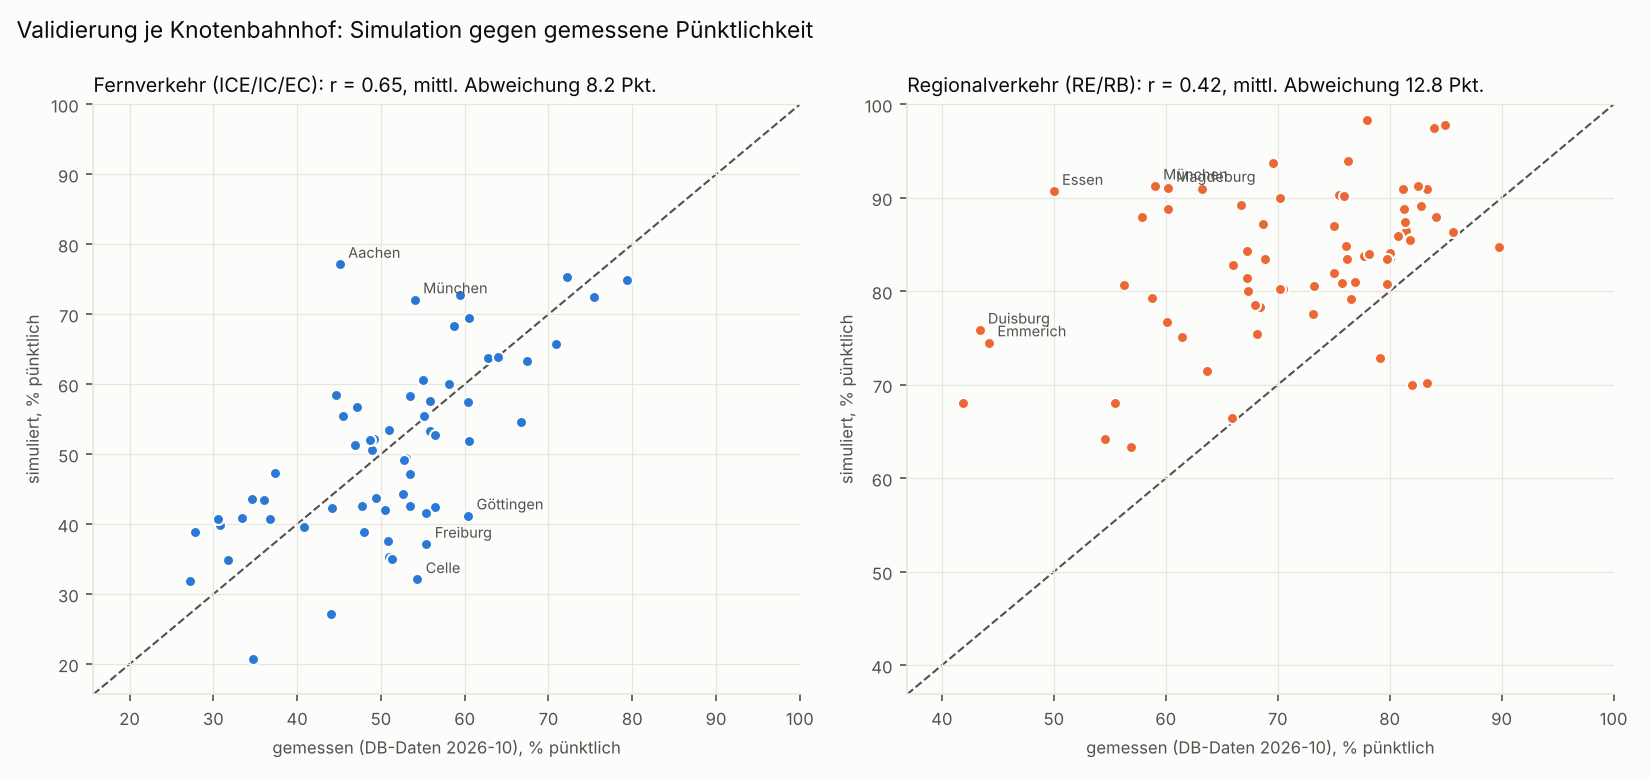 Validierung je Knotenbahnhof: Simulation gegen gemessene Pünktlichkeit
Fernverkehr (ICE/IC/EC): r = 0.65, mittl. Abweichung 8.2 Pkt.
100
90
80
70
60
50
40
30
20
simuliert, % pünktlich
Aachen
München
Göttingen
Freiburg
Celle
20 30 40 50 60 70 80 90 100
gemessen (DB-Daten 2026-10), % pünktlich
Regionalverkehr (RE/RB): r = 0.42, mittl. Abweichung 12.8 Pkt.
100
90
80
70
60
50
40
simuliert, % pünktlich
Essen
München
Magdeburg
Duisburg
Emmerich
40 50 60 70 80 90 100
gemessen (DB-Daten 2026-10), % pünktlich